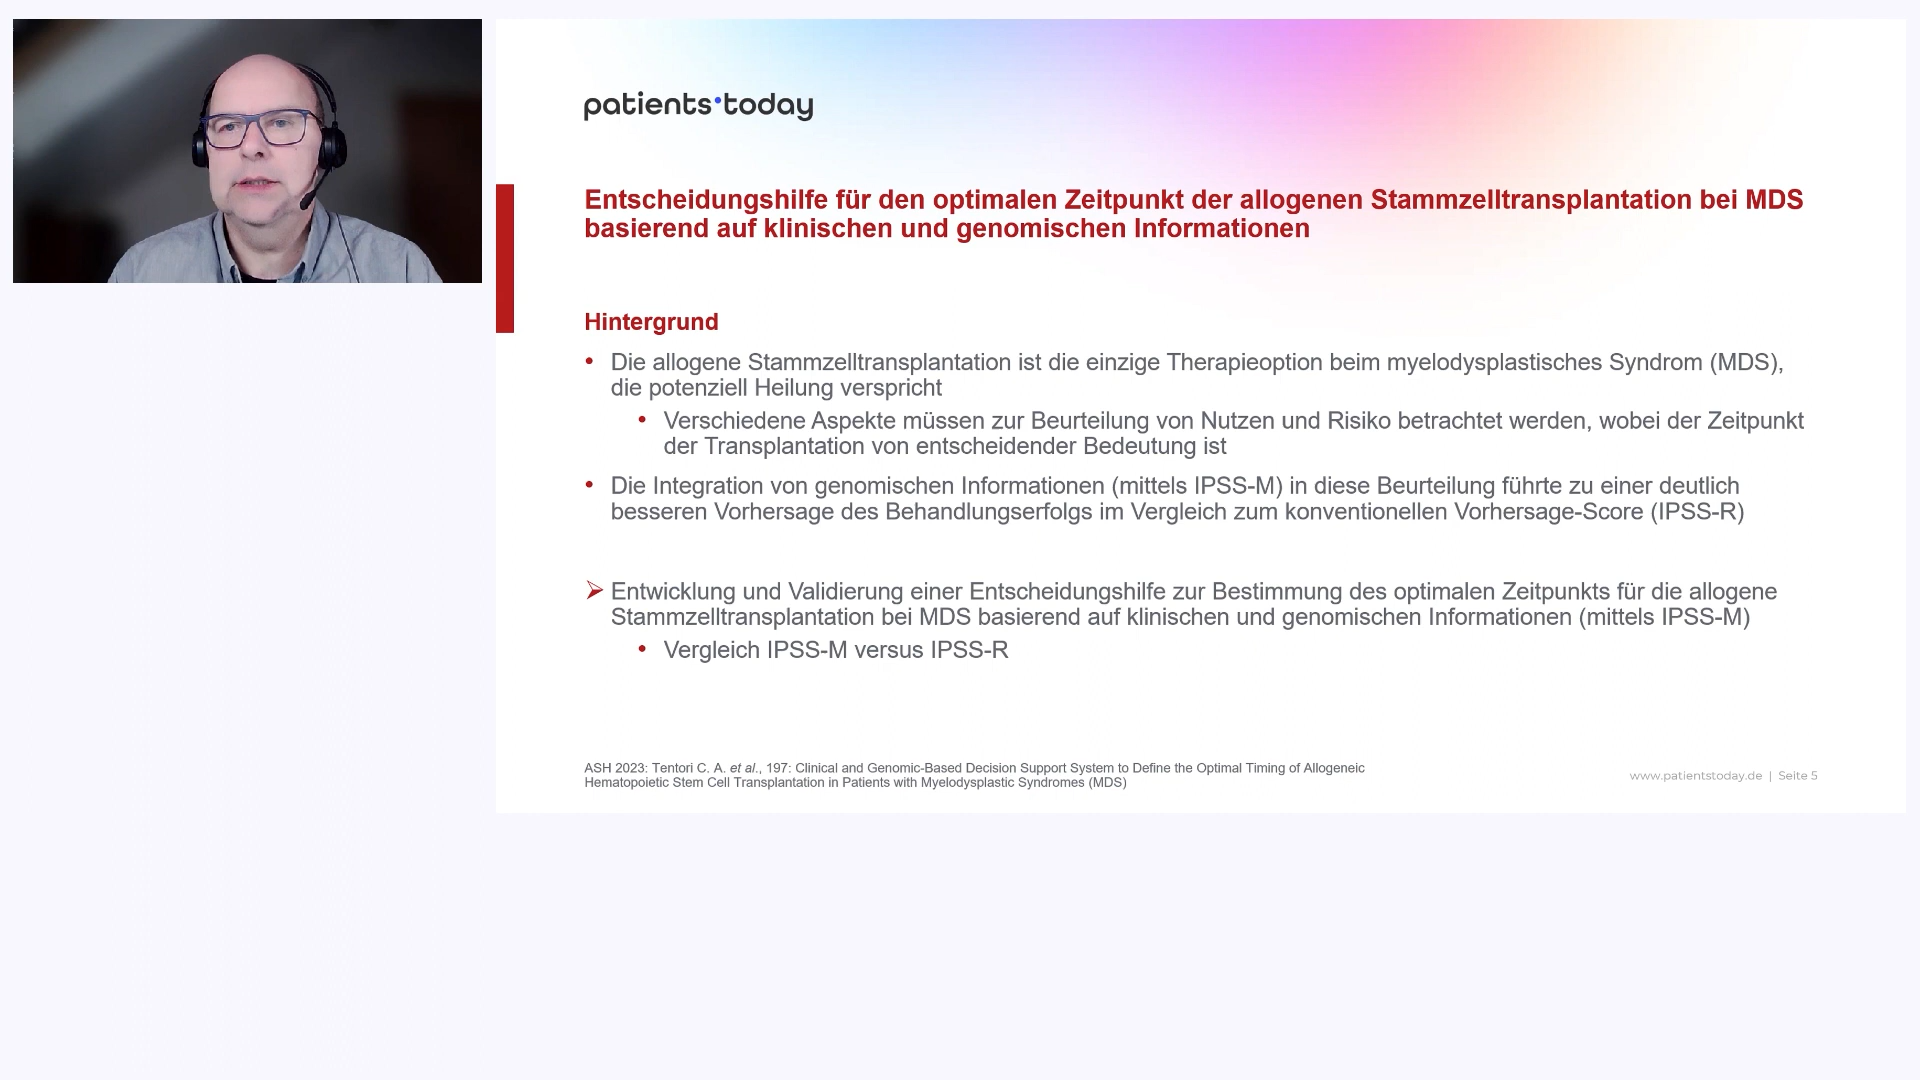 patients•today
Entscheidungshilfe für den optimalen Zeitpunkt der allogenen Stammzelltransplantation bei MDS
basierend auf klinischen und genomischen Informationen
Hintergrund
• Die allogene Stammzelltransplantation ist die einzige Therapieoption beim myelodysplastisches Syndrom (MDS),
die potenziell Heilung verspricht
• Verschiedene Aspekte müssen zur Beurteilung von Nutzen und Risiko betrachtet werden, wobei der Zeitpunkt
der Transplantation von entscheidender Bedeutung ist
• Die Integration von genomischen Informationen (mittels IPSS-M) in diese Beurteilung führte zu einer deutlich
besseren Vorhersage des Behandlungserfolgs im Vergleich zum konventionellen Vorhersage-Score (IPSS-R)
➢ Entwicklung und Validierung einer Entscheidungshilfe zur Bestimmung des optimalen Zeitpunkts für die allogene
Stammzelltransplantation bei MDS basierend auf klinischen und genomischen Informationen (mittels IPSS-M)
• Vergleich IPSS-M versus IPSS-R
ASH 2023: Tentori C. A. et al., 197: Clinical and Genomic-Based Decision Support System to Define the Optimal Timing of Allogeneic
Hematopoietic Stem Cell Transplantation in Patients with Myelodysplastic Syndromes (MDS)
www.patientstoday.de | Seite 5